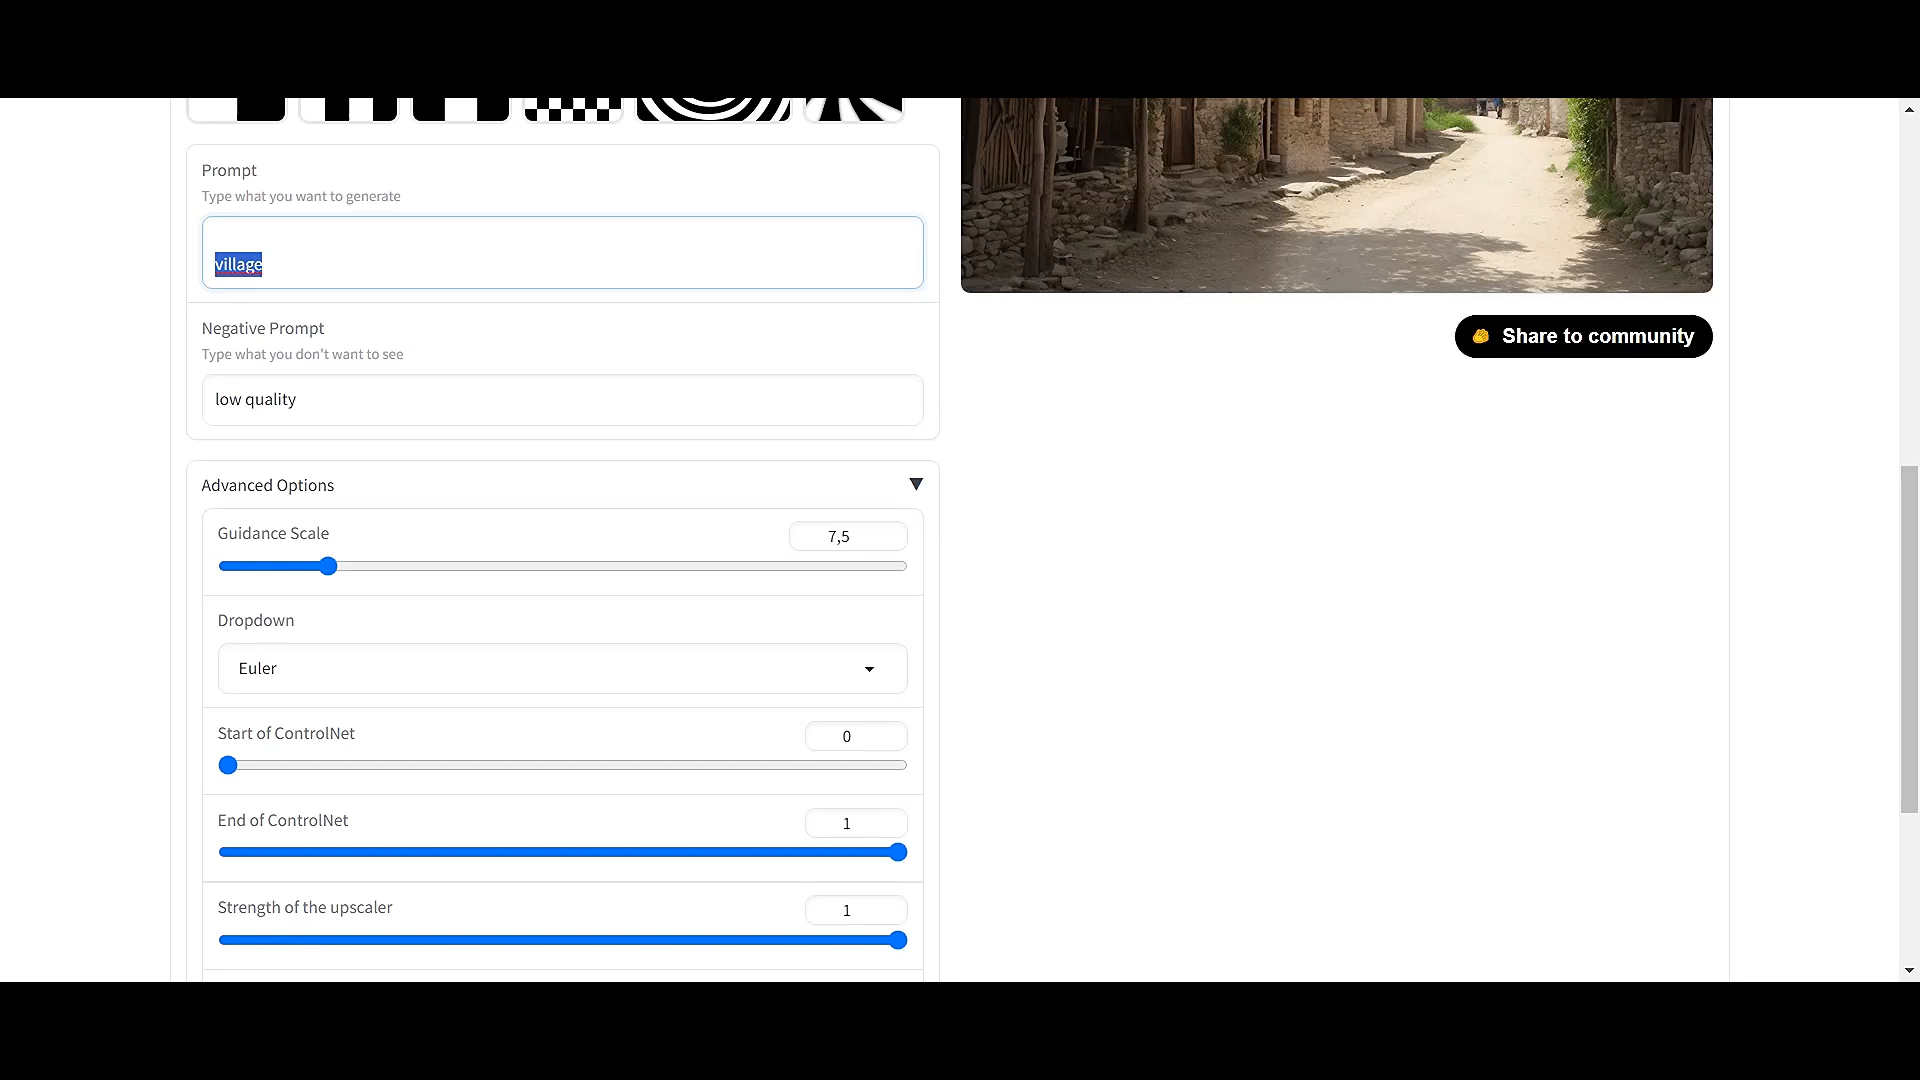 Prompt
Type what you want to generate
village
Negative Prompt
Type what you don't want to see
low quality
Share to community
Advanced Options
Guidance Scale
7,5
Dropdown
Euler
Start of ControlNet
0
End of ControlNet
1
Strength of the upscaler
1